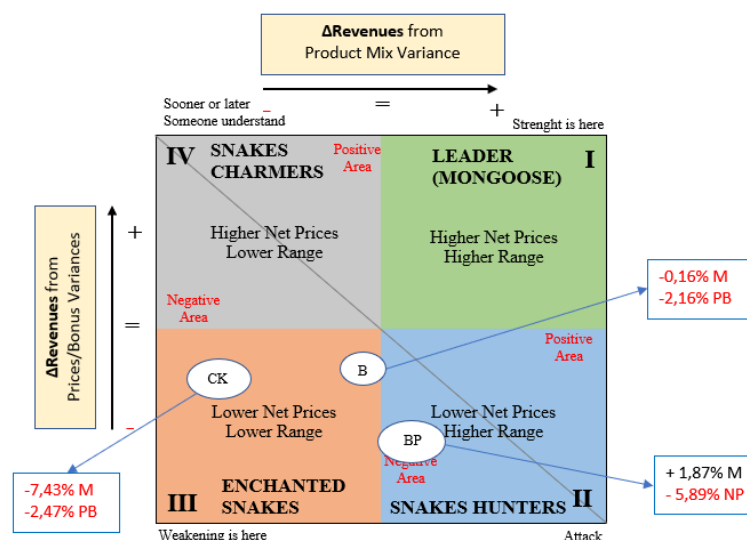 ΔRevenues from
Product Mix Variance
Sooner or later
Someone understand
-
=
+
Strenght is here
IV
SNAKES
CHARMERS
Positive
Area
LEADER
(MONGOOSE)
I
ΔRevenues from
Prices/Bonus Variances
+
=
-
Higher Net Prices
Lower Range
Higher Net Prices
Higher Range
Negative
Area
Positive
Area
-0,16% M
-2,16% PB
CK
B
Lower Net Prices
Lower Range
Lower Net Prices
Higher Range
BP
Negative
Area
-7,43% M
-2,47% PB
+ 1,87% M
- 5,89% NP
III
ENCHANTED
SNAKES
SNAKES HUNTERS
II
Weakening is here
Attack